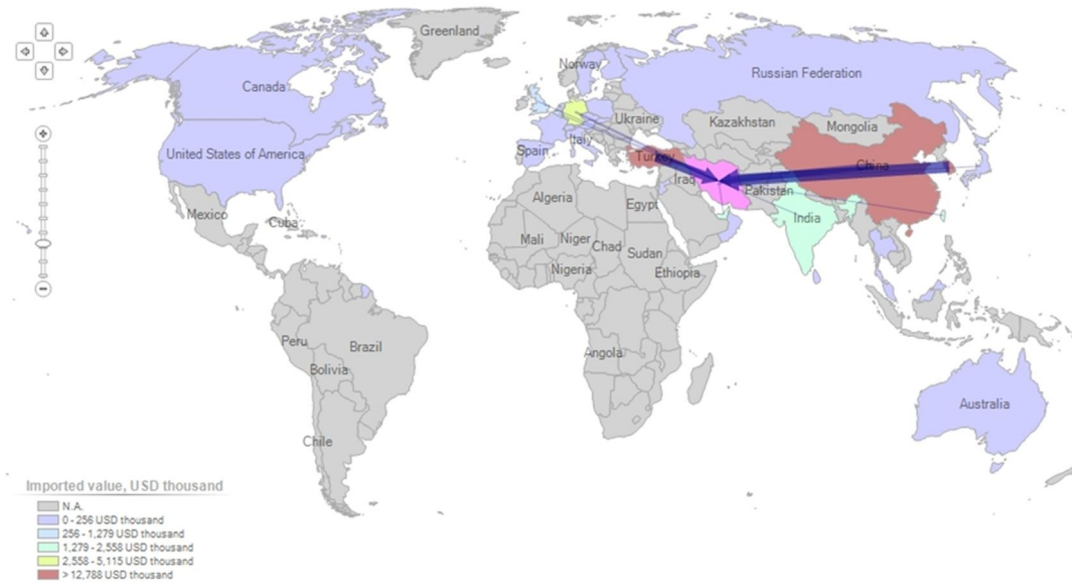 Greenland
Norway
Canada
Russian Federation
Ukraine
Kazakhstan
Mongolia
United States of America
Spain
Italy
Turkey
China
Iraq
Pakistan
Mexico
Cuba
Algeria
Egypt
India
Mali
Niger
Chad
Sudan
Nigeria
Ethiopia
Peru
Brazil
Angola
Bolivia
Australia
Chile
Imported value, USD thousand
N.A.
0 - 256 USD thousand
256 - 1,279 USD thousand
1,279 - 2,558 USD thousand
2,558 - 5,115 USD thousand
> 12,788 USD thousand